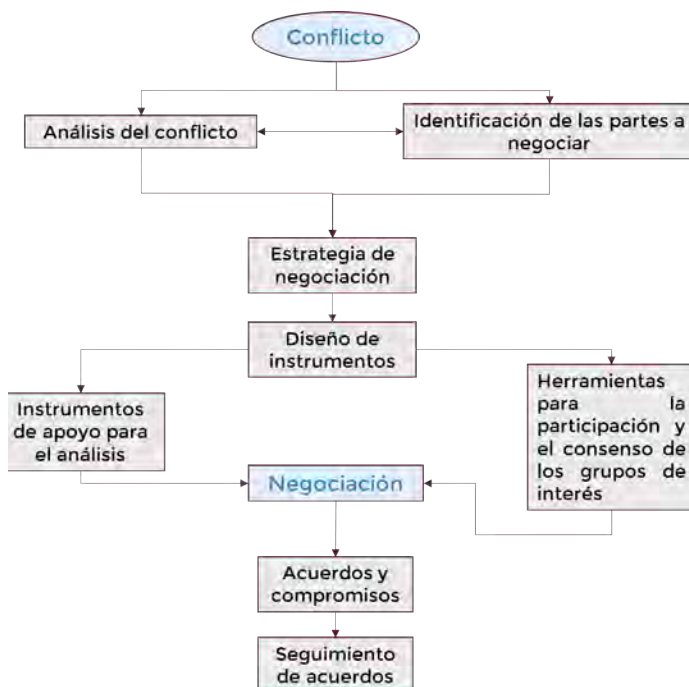 Conflicto
Análisis del conflicto
Identificación de las partes a
negociar
Estrategia de
negociación
Diseño de
instrumentos
Instrumentos
de apoyo para
el análisis
Herramientas
para la
participación y
el consenso de
los grupos de
interés
Negociación
Acuerdos y
compromisos
Seguimiento
de acuerdos